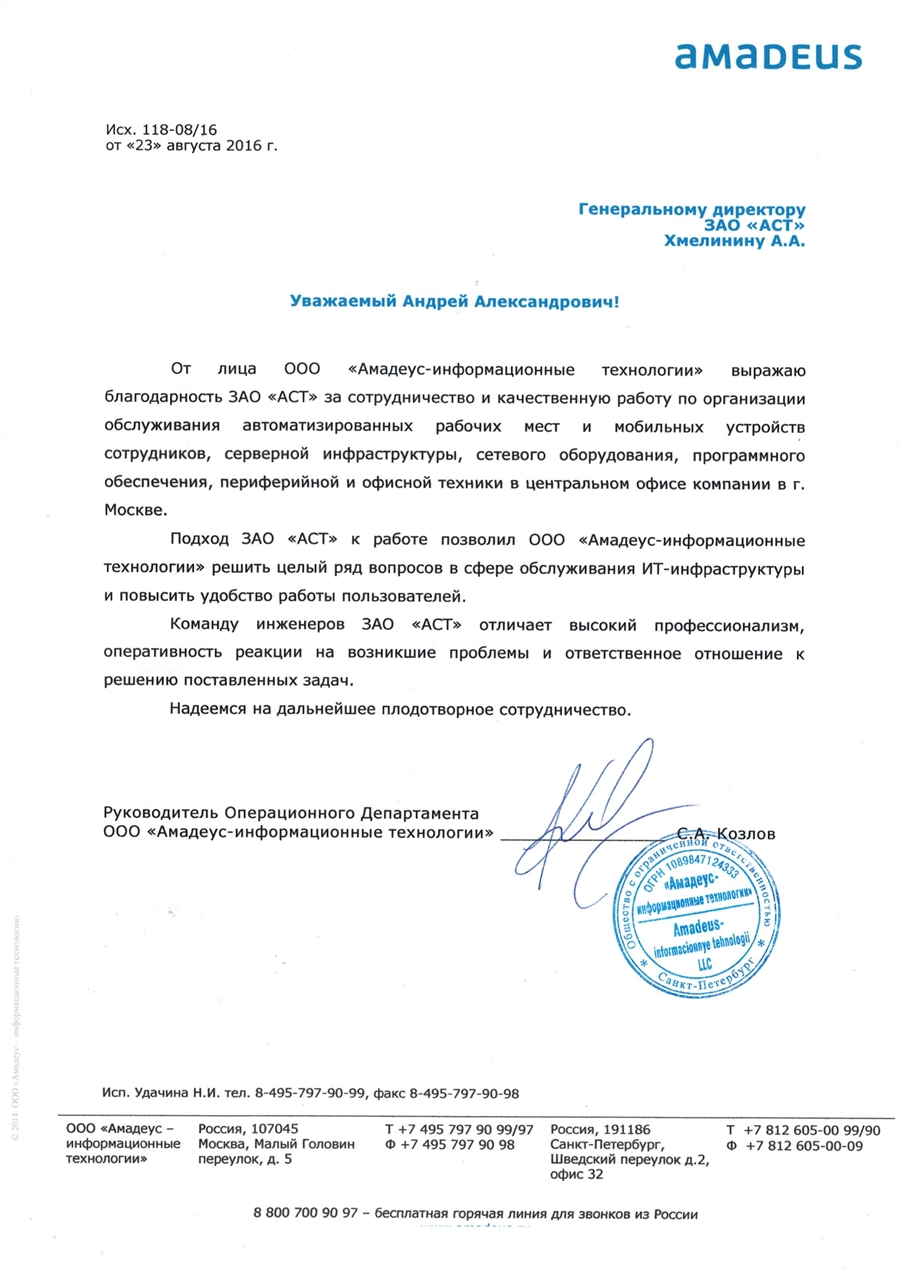 amaDEUS
Исх. 118-08/16
от «23» августа 2016 г.
Генеральному директору
ЗАО «АСТ»
Хмелинину А.А.
Уважаемый Андрей Александрович!
От лица ООО «Амадеус-информационные технологии» выражаю
благодарность ЗАО «АСТ» за сотрудничество и качественную работу по организации
обслуживания автоматизированных рабочих мест и мобильных устройств
сотрудников, серверной инфраструктуры, сетевого оборудования, программного
обеспечения, периферийной и офисной техники в центральном офисе компании в г.
Москве.
Подход ЗАО «АСТ» к работе позволил ООО «Амадеус-информационные
технологии» решить целый ряд вопросов в сфере обслуживания ИТ-инфраструктуры
и повысить удобство работы пользователей.
Команду инженеров ЗАО «АСТ» отличает высокий профессионализм,
оперативность реакции на возникшие проблемы и ответственное отношение к
решению поставленных задач.
Надеемся на дальнейшее плодотворное сотрудничество.
Руководитель Операционного Департамента
ООО «Амадеус-информационные технологии» С.А. Козлов
Общество с ограниченной ответственностью
ОГРН 1089847124333
«Амадеус-
информационные технологии»
Amadeus-
informacionnye tehnologii
LLC
* Санкт-Петербург *
© 2014 ООО «Амадеус – информационные технологии»
Исп. Удачина Н.И. тел. 8-495-797-90-99, факс 8-495-797-90-98
ООО «Амадеус –
информационные
технологии»
Россия, 107045
Москва, Малый Головин
переулок, д. 5
Т +7 495 797 90 99/97
Ф +7 495 797 90 98
Россия, 191186
Санкт-Петербург,
Шведский переулок д.2,
офис 32
Т +7 812 605-00 99/90
Ф +7 812 605-00-09
8 800 700 90 97 – бесплатная горячая линия для звонков из России